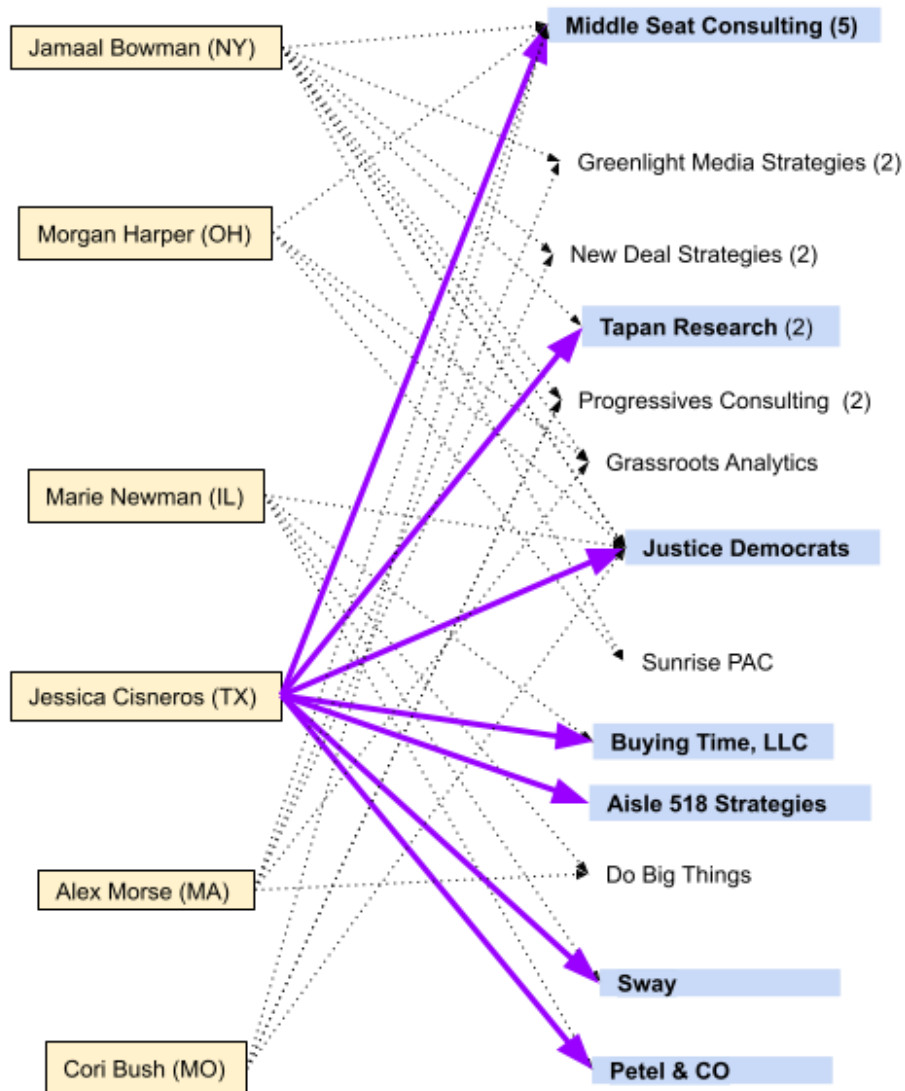 Jamaal Bowman (NY)
Morgan Harper (OH)
Marie Newman (IL)
Jessica Cisneros (TX)
Alex Morse (MA)
Cori Bush (MO)
Middle Seat Consulting (5)
Greenlight Media Strategies (2)
New Deal Strategies (2)
Tapan Research (2)
Progressives Consulting (2)
Grassroots Analytics
Justice Democrats
Sunrise PAC
Buying Time, LLC
Aisle 518 Strategies
Do Big Things
Sway
Petel & CO